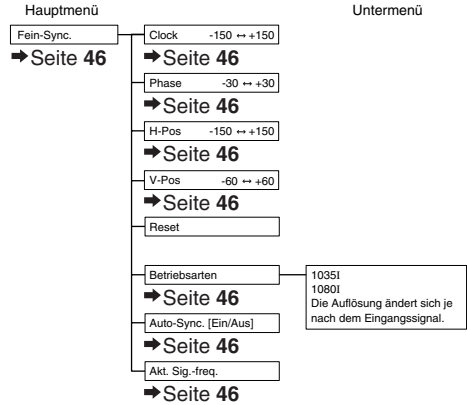 Hauptmenü
Untermenü
Fein-Sync.
➡Seite 46
Clock -150 ↔ +150
➡Seite 46
Phase -30 ↔ +30
➡Seite 46
H-Pos -150 ↔ +150
➡Seite 46
V-Pos -60 ↔ +60
➡Seite 46
Reset
Betriebsarten
➡Seite 46
1035I
1080I
Die Auflösung ändert sich je
nach dem Eingangssignal.
Auto-Sync. [Ein/Aus]
➡Seite 46
Akt. Sig.-freq.
➡Seite 46